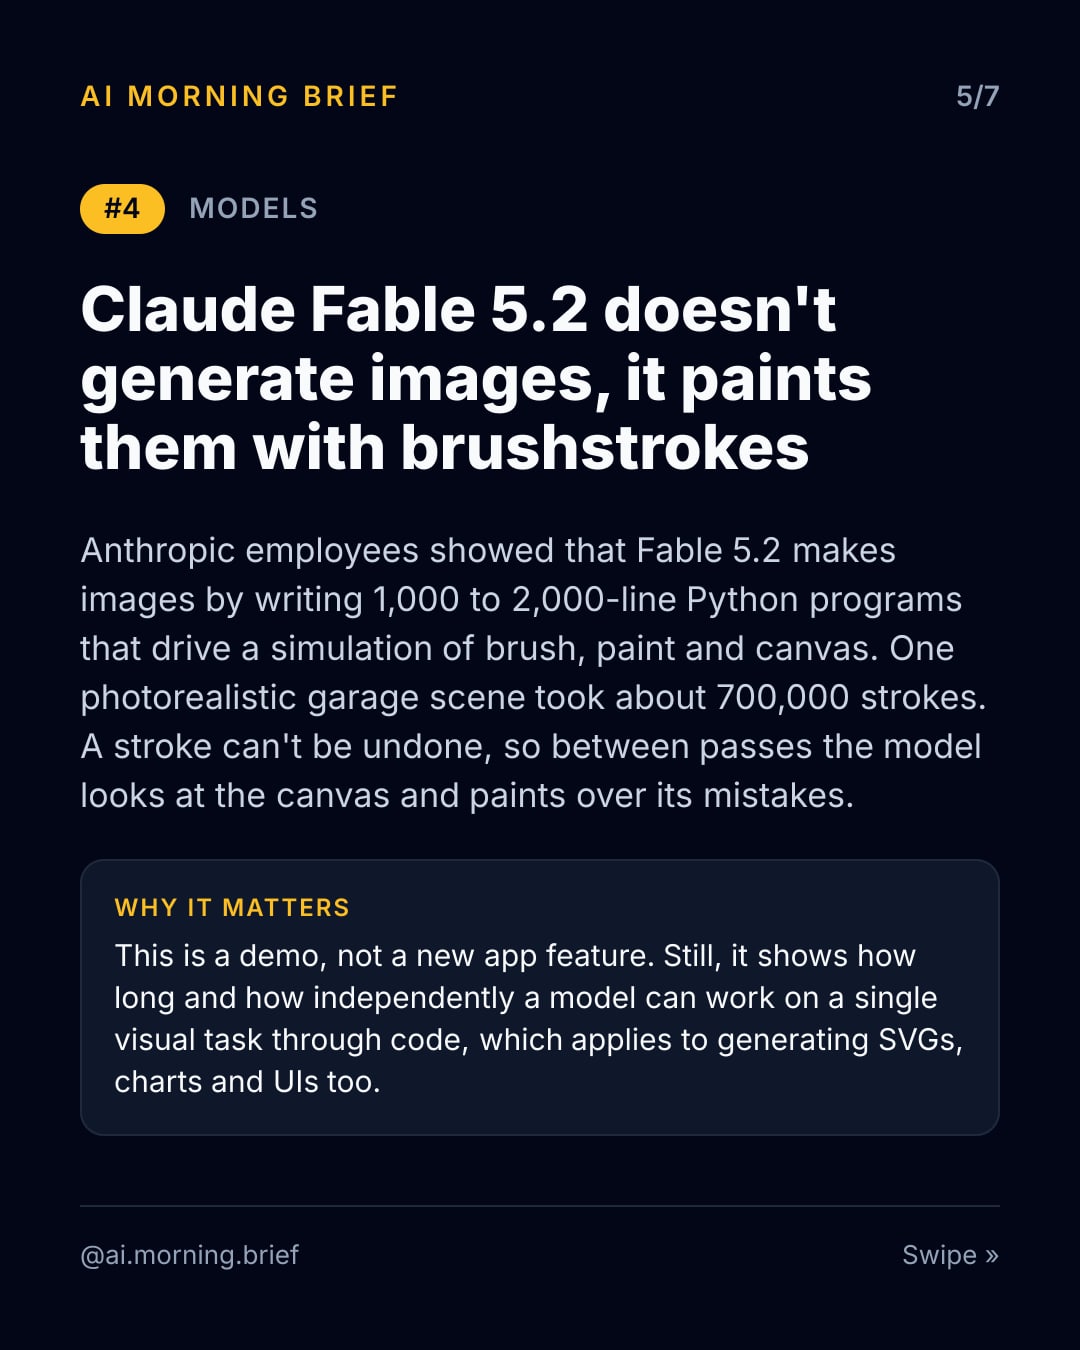 AI MORNING BRIEF
5/7
#4
MODELS
Claude Fable 5.2 doesn't
generate images, it paints
them with brushstrokes
Anthropic employees showed that Fable 5.2 makes
images by writing 1,000 to 2,000-line Python programs
that drive a simulation of brush, paint and canvas. One
photorealistic garage scene took about 700,000 strokes.
A stroke can't be undone, so between passes the model
looks at the canvas and paints over its mistakes.
WHY IT MATTERS
This is a demo, not a new app feature. Still, it shows how
long and how independently a model can work on a single
visual task through code, which applies to generating SVGs,
charts and UIs too.
@ai.morning.brief
Swipe »